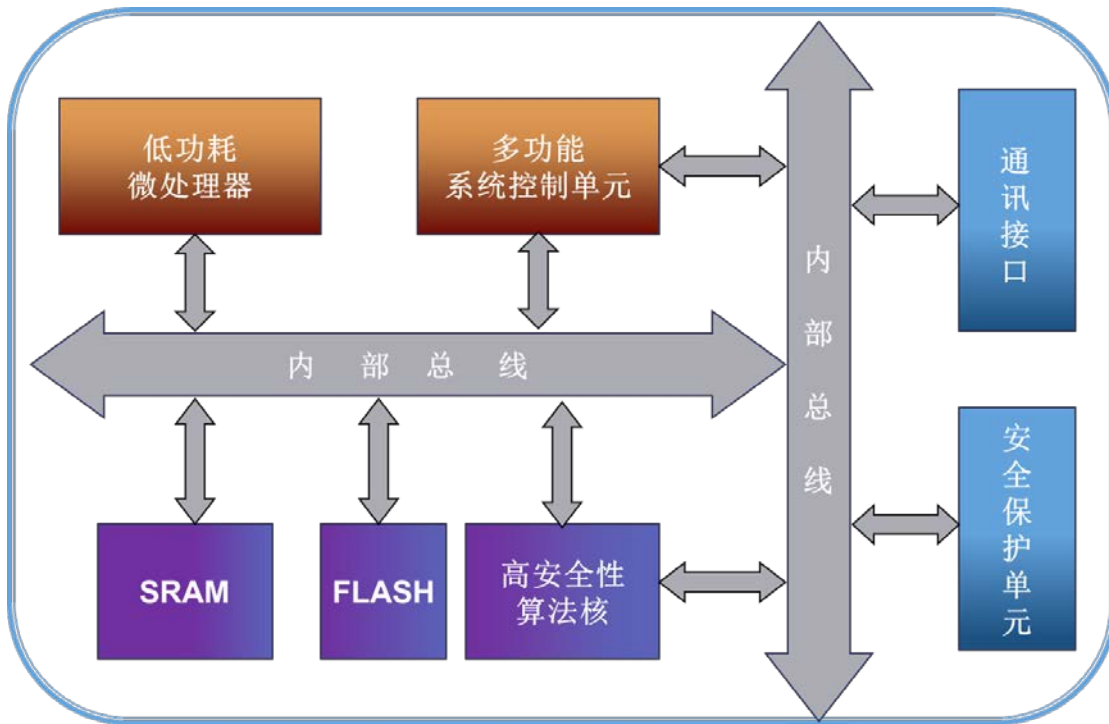 低功耗
微处理器
多功能
系统控制单元
通讯接口
内部总线
内部总线
SRAM
FLASH
高安全性
算法核
安全保护单元